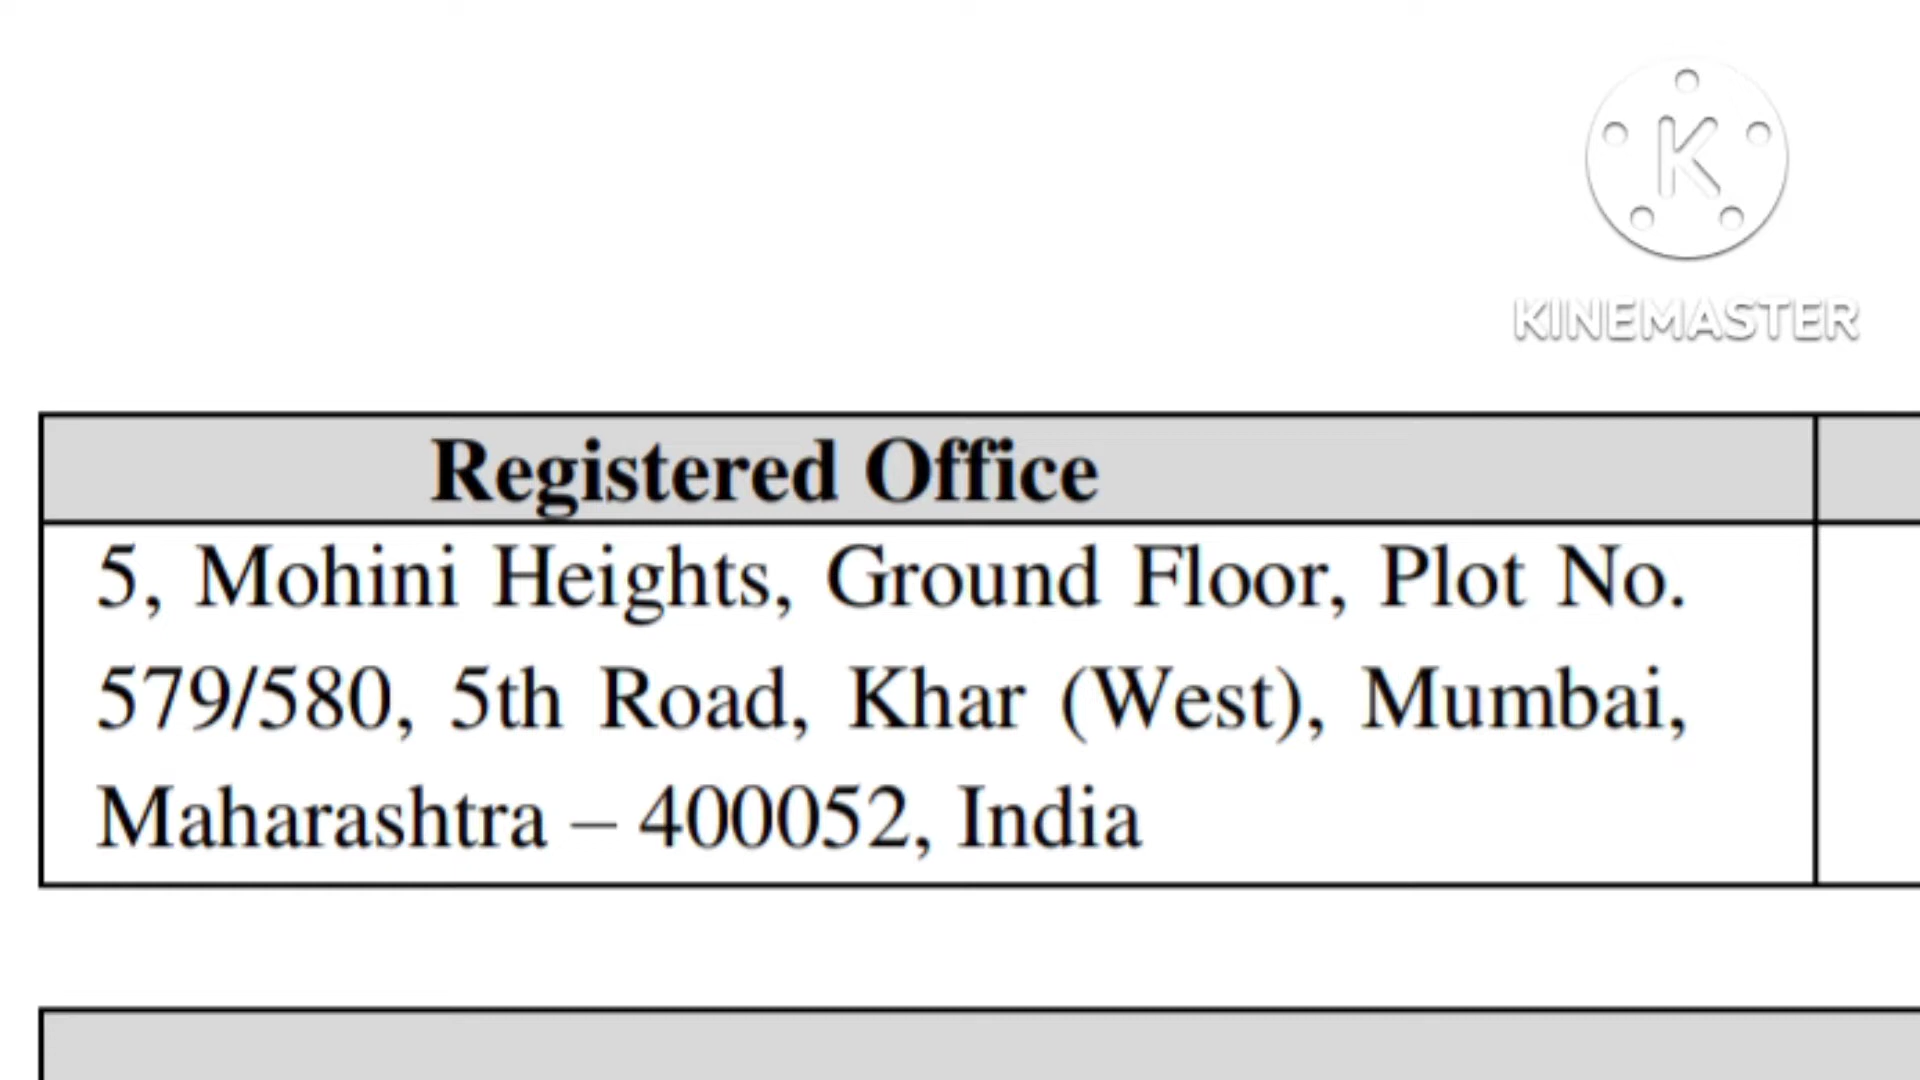 K
KINEMASTER
Registered Office
5, Mohini Heights, Ground Floor, Plot No.
579/580, 5th Road, Khar (West), Mumbai,
Maharashtra – 400052, India